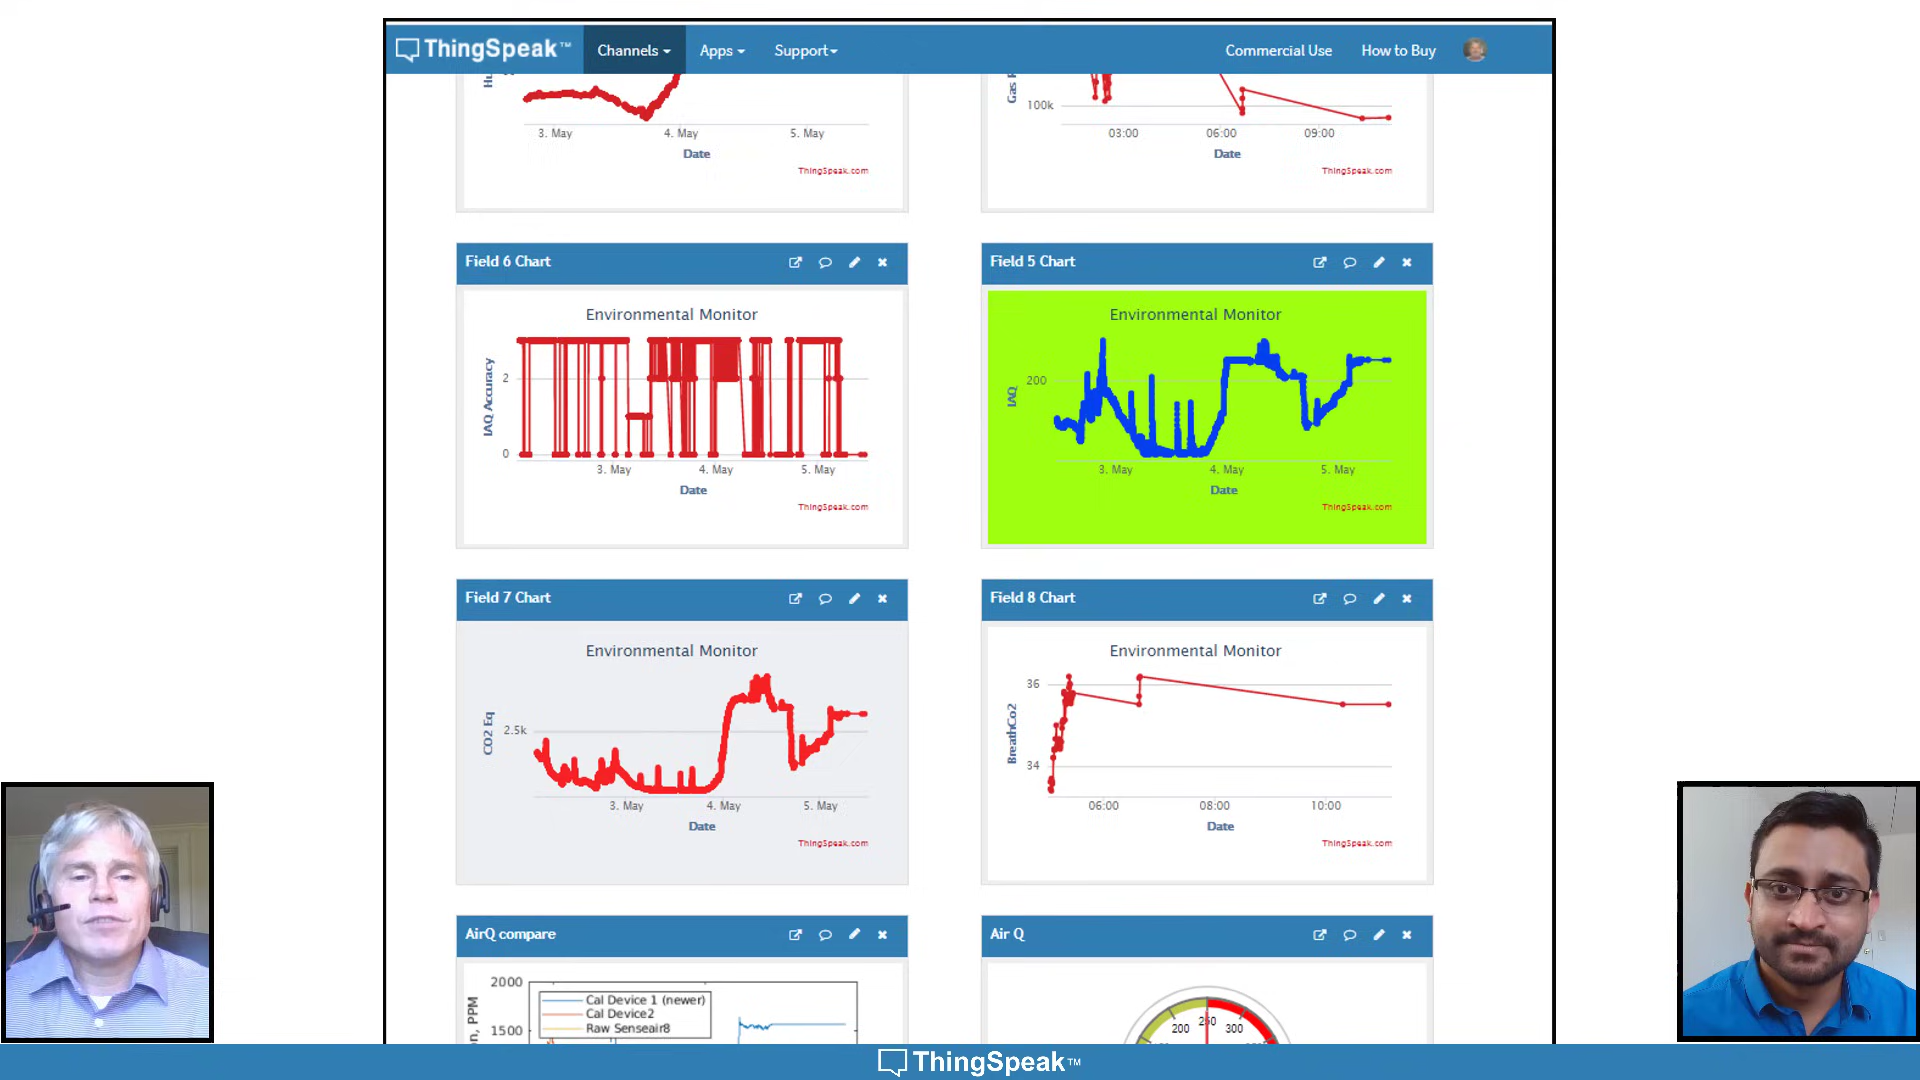 ThingSpeak™ Channels Apps Support Commercial Use How to Buy
Hu
3. May 4. May 5. May
Date
ThingSpeak.com
Gas
100k
03:00 06:00 09:00
Date
ThingSpeak.com
Field 6 Chart
Environmental Monitor
IAQ Accuracy
2
0
3. May 4. May 5. May
Date
ThingSpeak.com
Field 5 Chart
Environmental Monitor
IAQ
200
3. May 4. May 5. May
Date
ThingSpeak.com
Field 7 Chart
Environmental Monitor
CO2 Eq
2.5k
3. May 4. May 5. May
Date
ThingSpeak.com
Field 8 Chart
Environmental Monitor
BreathCo2
36
34
06:00 08:00 10:00
Date
ThingSpeak.com
AirQ compare
2000
1500
on, PPM
Cal Device 1 (newer)
Cal Device2
Raw Senseair8
Air Q
200 250 300
ThingSpeak™